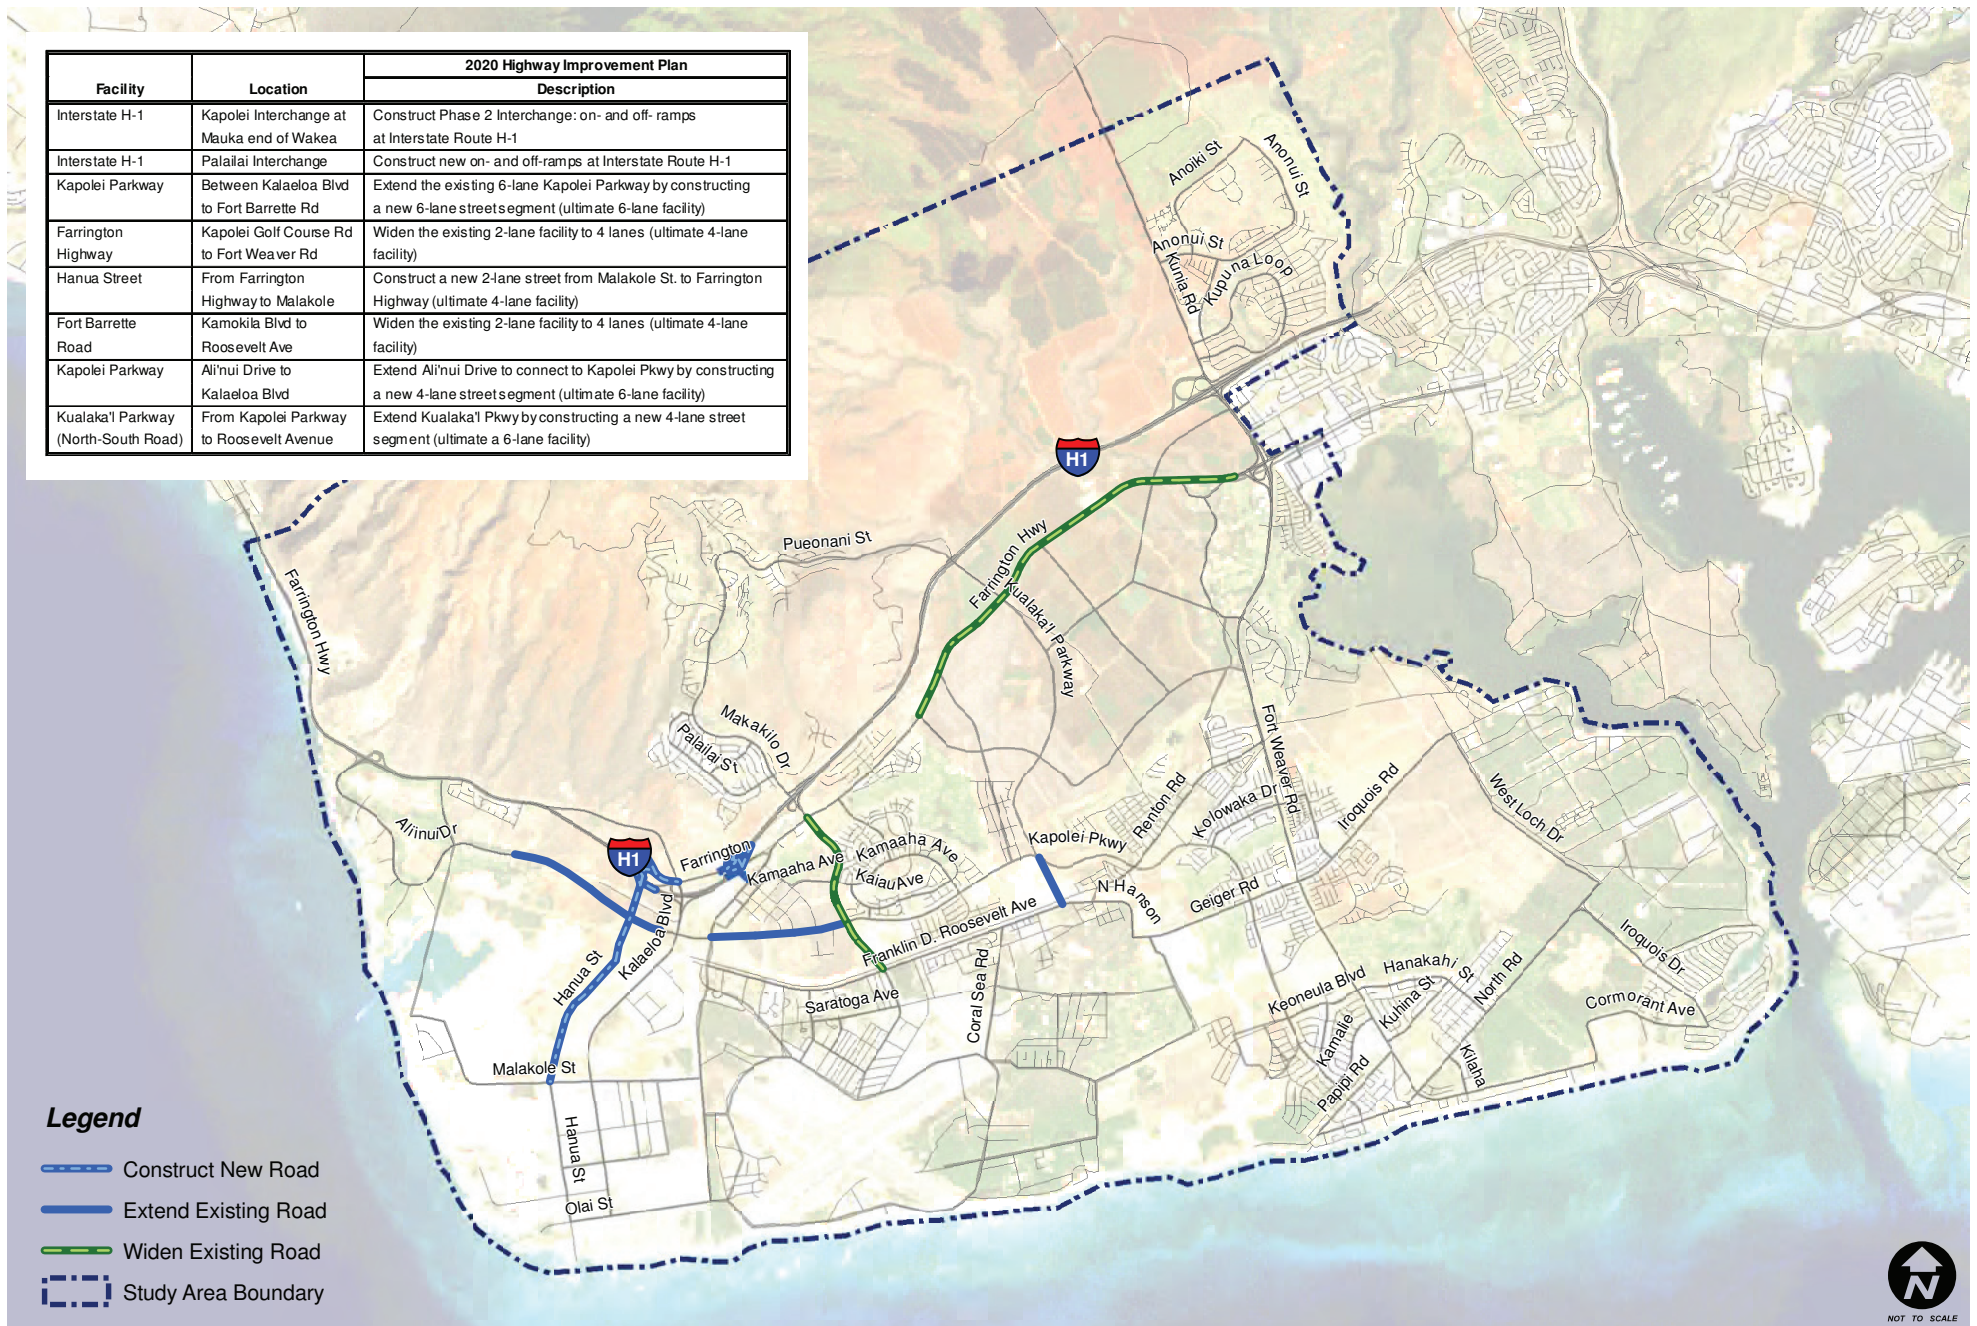 2020 Highway Improvement Plan
Facility Location Description
Interstate H-1 Kapolei Interchange at Construct Phase 2 Interchange: on- and off- ramps
Mauka end of Wakea at Interstate Route H-1
Interstate H-1 Palailai Interchange Construct new on- and off-ramps at Interstate Route H-1
Kapolei Parkway Between Kalaeloa Blvd Extend the existing 6-lane Kapolei Parkway by constructing
to Fort Barrette Rd a new 6-lane street segment (ultimate 6-lane facility)
Farrington Kapolei Golf Course Rd Widen the existing 2-lane facility to 4 lanes (ultimate 4-lane
Highway to Fort Weaver Rd facility)
Hanua Street From Farrington Construct a new 2-lane street from Malakole St. to Farrington
Highway to Malakole Highway (ultimate 4-lane facility)
Fort Barrette Kamokila Blvd to Widen the existing 2-lane facility to 4 lanes (ultimate 4-lane
Road Roosevelt Ave facility)
Kapolei Parkway Ali'nui Drive to Extend Ali'nui Drive to connect to Kapolei Pkwy by constructing
Kalaeloa Blvd a new 4-lane street segment (ultimate 6-lane facility)
Kualaka'I Parkway From Kapolei Parkway Extend Kualaka'I Pkwy by constructing a new 4-lane street
(North-South Road) to Roosevelt Avenue segment (ultimate a 6-lane facility)
Anoiki St
Anonui St
Anonui St
Kunia Rd
Kupuna Loop
H1
Pueonani St
Farrington Hwy
Kualaka'I Parkway
Farrington Hwy
Makakilo Dr
Palailai St
Fort Weaver Rd
Renton Rd
Kolowaka Dr
Iroquois Rd
West Loch Dr
Aliinui Dr
H1
Farrington
Kamaaha Ave
Kamaaha Ave
Kaiau Ave
Kapolei Pkwy
N Hanson
Geiger Rd
Franklin D. Roosevelt Ave
Kalaeloa Blvd
Hanua St
Saratoga Ave
Coral Sea Rd
Keoneula Blvd
Hanakahi St
Kuhina St
North Rd
Iroquois Dr
Cormorant Ave
Kamalie
Papipi Rd
Kilaha
Malakole St
Hanua St
Olai St
Legend
Construct New Road
Extend Existing Road
Widen Existing Road
Study Area Boundary
N
NOT TO SCALE